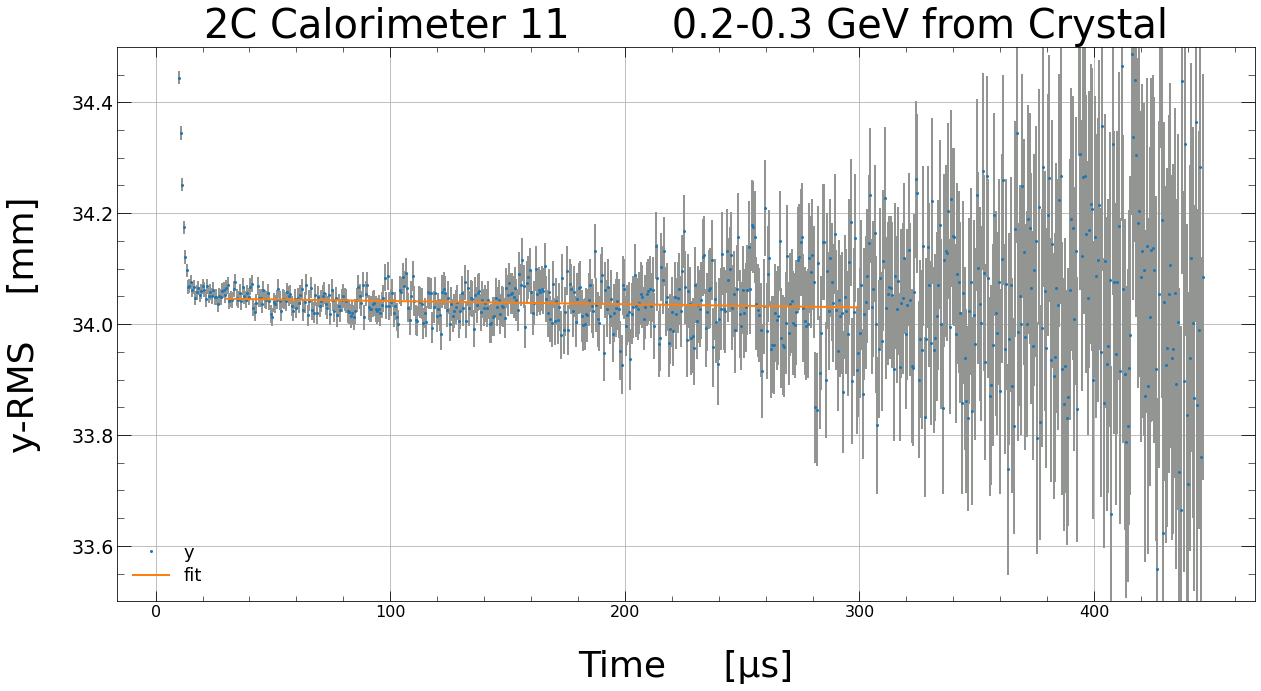 2C Calorimeter 11 0.2-0.3 GeV from Crystal
y-RMS [mm]
34.4
34.2
34.0
33.8
33.6
y
fit
0 100 200 300 400
Time [µs]